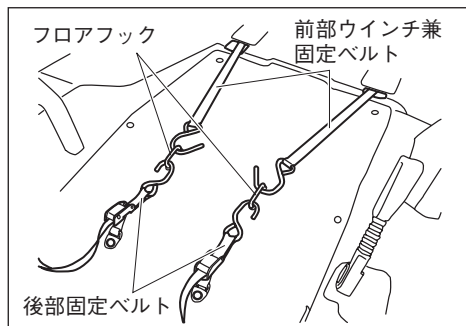 フロアフック
前部ウインチ兼
固定ベルト
後部固定ベルト